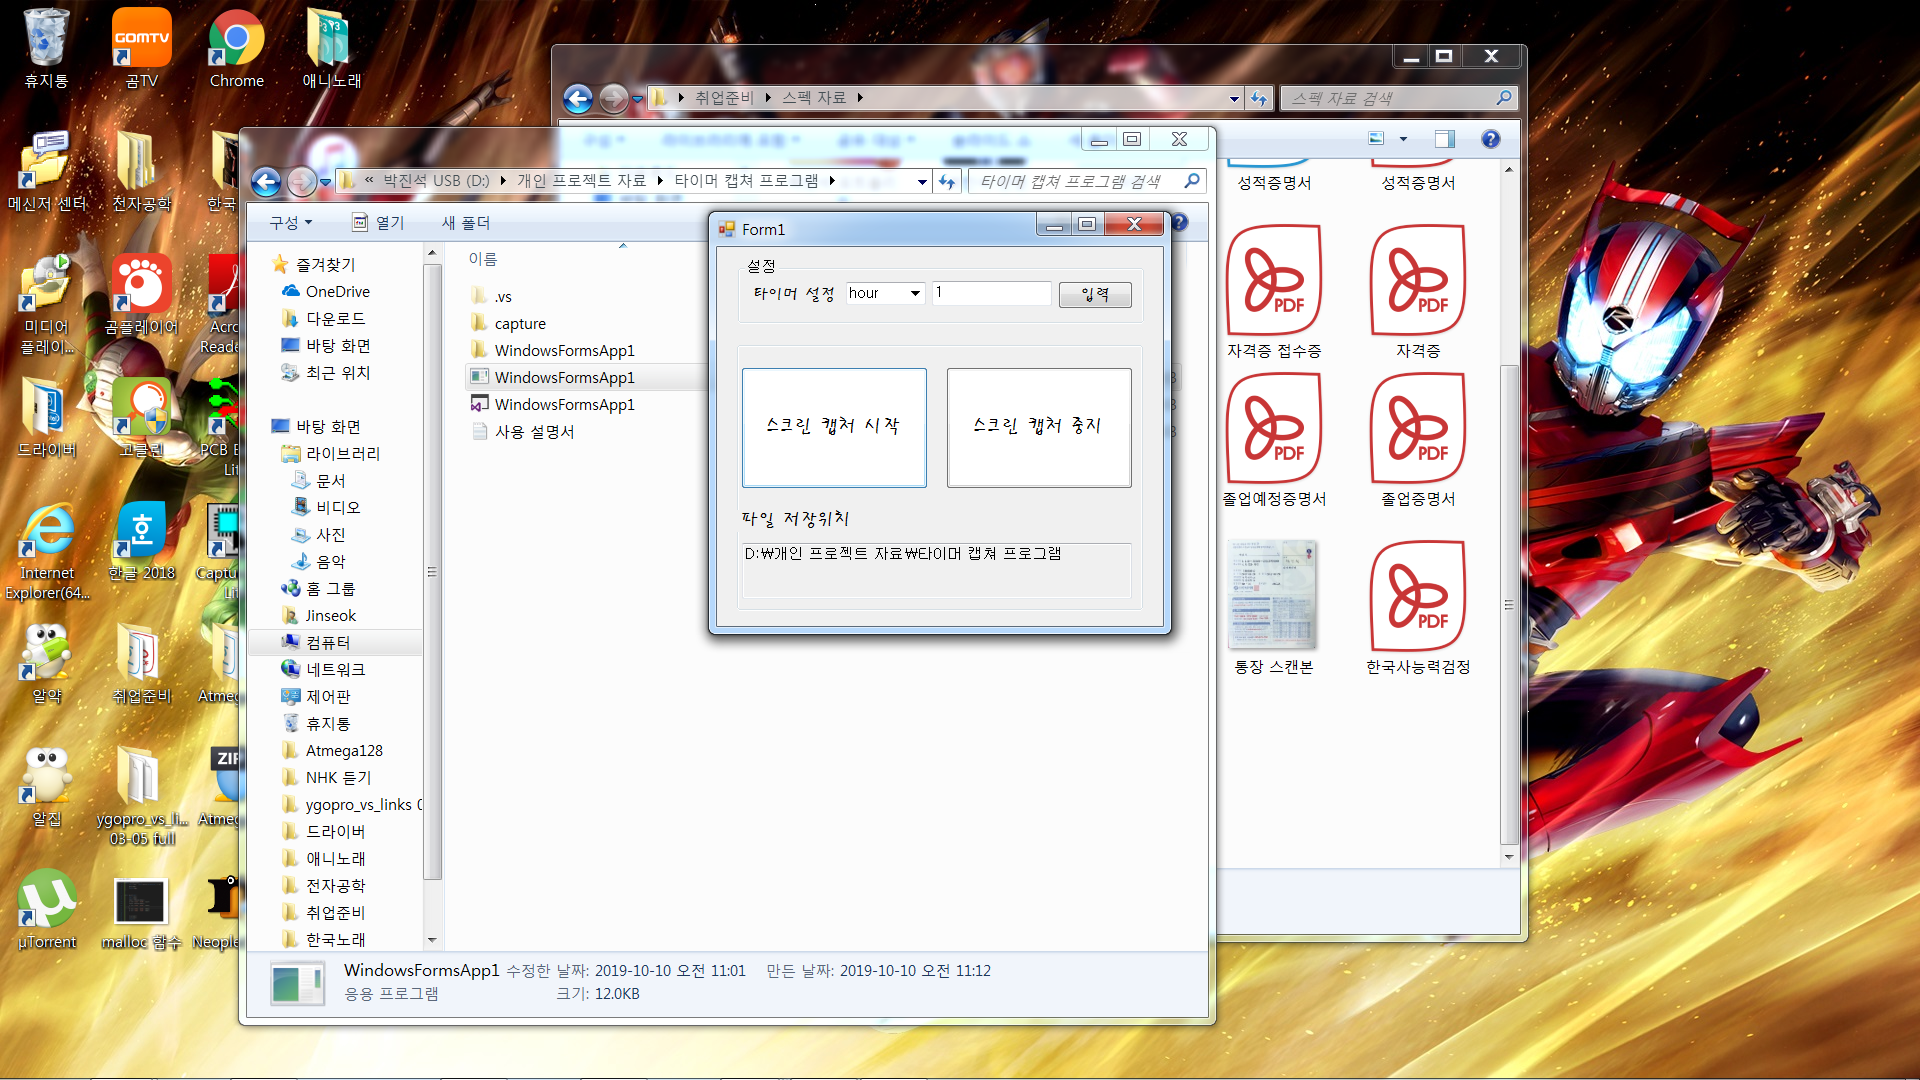 휴지통
GOMTV
곰TV
Chrome
애니노래
메신저 센터
전자공학
한국
미디어
플레이...
곰플레이어
Acro
Reade
드라이버
고클린
PCB E
Lit
Internet
Explorer(64...
한글 2018
Captu
Li
알약
취업준비
Atmeg
알집
ygopro_vs_li...
03-05 full
ZIP
Atmeg
µTorrent
malloc 함수
Neople
취업준비
스펙 자료
스펙 자료 검색
성적증명서
성적증명서
PDF
자격증 접수증
PDF
자격증
PDF
졸업예정증명서
PDF
졸업증명서
통장 스캔본
PDF
한국사능력검정
« 박진석 USB (D:)
개인 프로젝트 자료
타이머 캡쳐 프로그램
타이머 캡쳐 프로그램 검색
구성
열기
새 폴더
즐겨찾기
OneDrive
다운로드
바탕 화면
최근 위치
바탕 화면
라이브러리
문서
비디오
사진
음악
홈 그룹
Jinseok
컴퓨터
네트워크
제어판
휴지통
Atmega128
NHK 듣기
ygopro_vs_links 0
드라이버
애니노래
전자공학
취업준비
한국노래
이름
.vs
capture
WindowsFormsApp1
WindowsFormsApp1
WindowsFormsApp1
사용 설명서
Form1
설정
타이머 설정
hour
1
입력
스크린 캡처 시작
스크린 캡처 중지
파일 저장위치
D:₩개인 프로젝트 자료₩타이머 캡쳐 프로그램
WindowsFormsApp1 수정한 날짜: 2019-10-10 오전 11:01 만든 날짜: 2019-10-10 오전 11:12
응용 프로그램 크기: 12.0KB